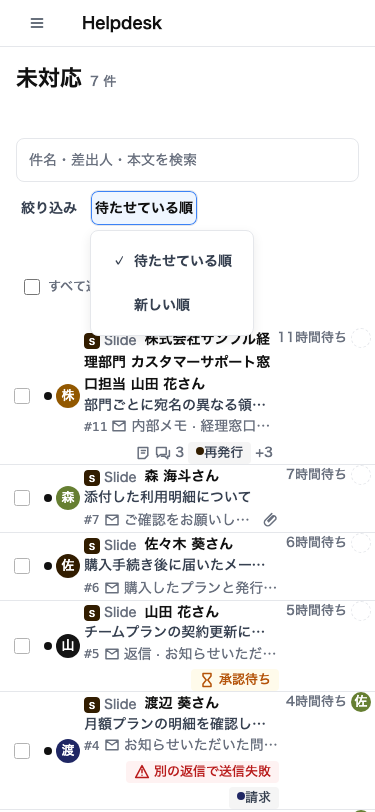 Helpdesk
未対応 7 件
件名・差出人・本文を検索
絞り込み 待たせている順
✓ 待たせている順
新しい順
すべて
S Slide 株式会社サンプル経 11時間待ち
理部門 カスタマーサポート窓
株 口担当 山田 花さん
部門ごとに宛名の異なる領…
#11 内部メモ・経理窓口…
3 再発行 +3
S Slide 森 海斗さん 7時間待ち
森 添付した利用明細について
#7 ご確認をお願いし…
S Slide 佐々木 葵さん 6時間待ち
佐 購入手続き後に届いたメー…
#6 購入したプランと発行…
S Slide 山田 花さん 5時間待ち
山 チームプランの契約更新に…
#5 返信・お知らせいただ…
承認待ち
S Slide 渡辺 葵さん 4時間待ち 佐
渡 月額プランの明細を確認し…
#4 お知らせいただいた問…
別の返信で送信失敗
請求